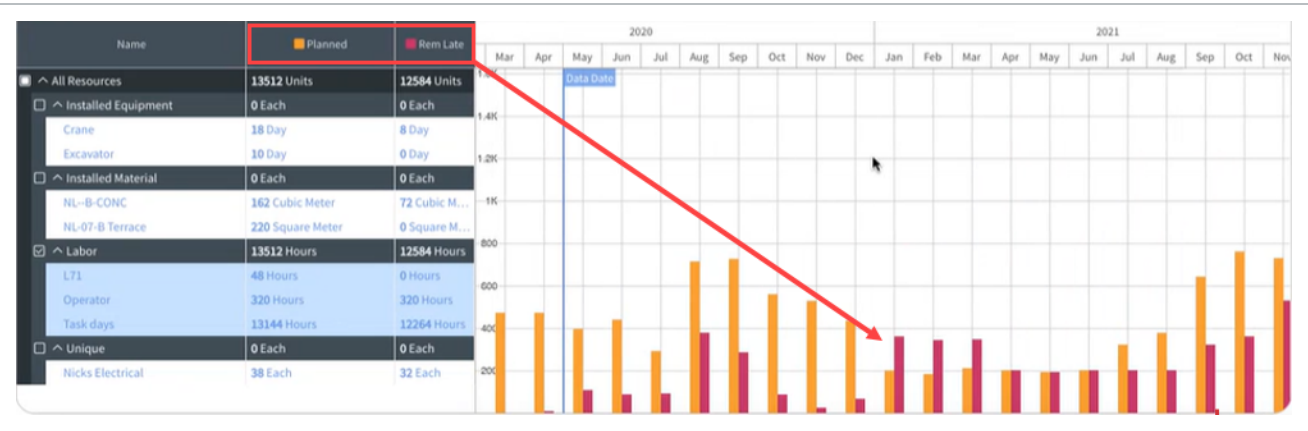 2020 2021
Name Planned Rem Late
Mar Apr May Jun Jul Aug Sep Oct Nov Dec Jan Feb Mar Apr May Jun Jul Aug Sep Oct Nov
All Resources 13512 Units 12584 Units
Data Date
Installed Equipment 0 Each 0 Each
1.4K
Crane 18 Day 8 Day
Excavator 10 Day 0 Day
1.2K
Installed Material 0 Each 0 Each
NL--B-CONC 162 Cubic Meter 72 Cubic M...
1K
NL-07-B Terrace 220 Square Meter 0 Square M...
800
Labor 13512 Hours 12584 Hours
L71 48 Hours 0 Hours
600
Operator 320 Hours 320 Hours
Task days 13144 Hours 12264 Hours
400
Unique 0 Each 0 Each
Nicks Electrical 38 Each 32 Each
200